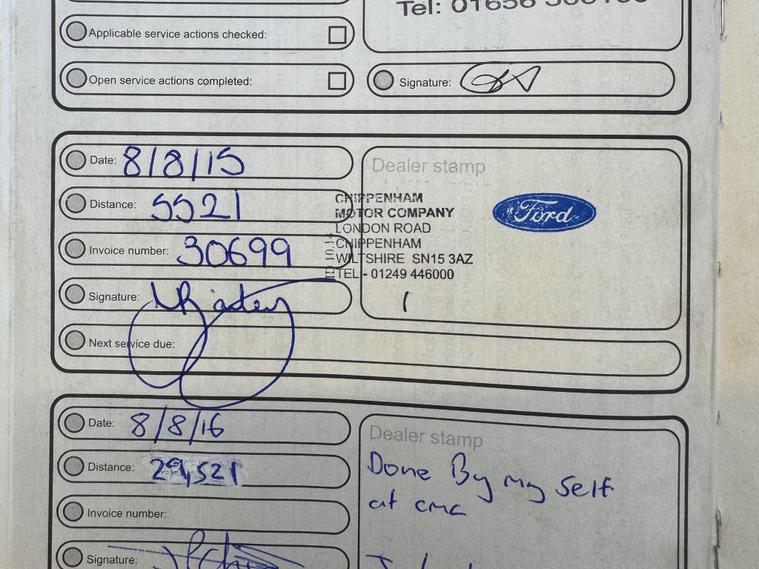 Applicable service actions checked:
Open service actions completed:
Signature:
Date: 8/8/15
Dealer stamp
Distance: 5521
CHIPPENHAM
MOTOR COMPANY
LONDON ROAD
CHIPPENHAM
WILTSHIRE SN15 3AZ
TEL - 01249 446000
Ford
Invoice number: 30699
Signature:
Next service due:
Date: 8/8/16
Dealer stamp
Distance: 29,521
Done By my self
at cmc
Invoice number:
Signature: